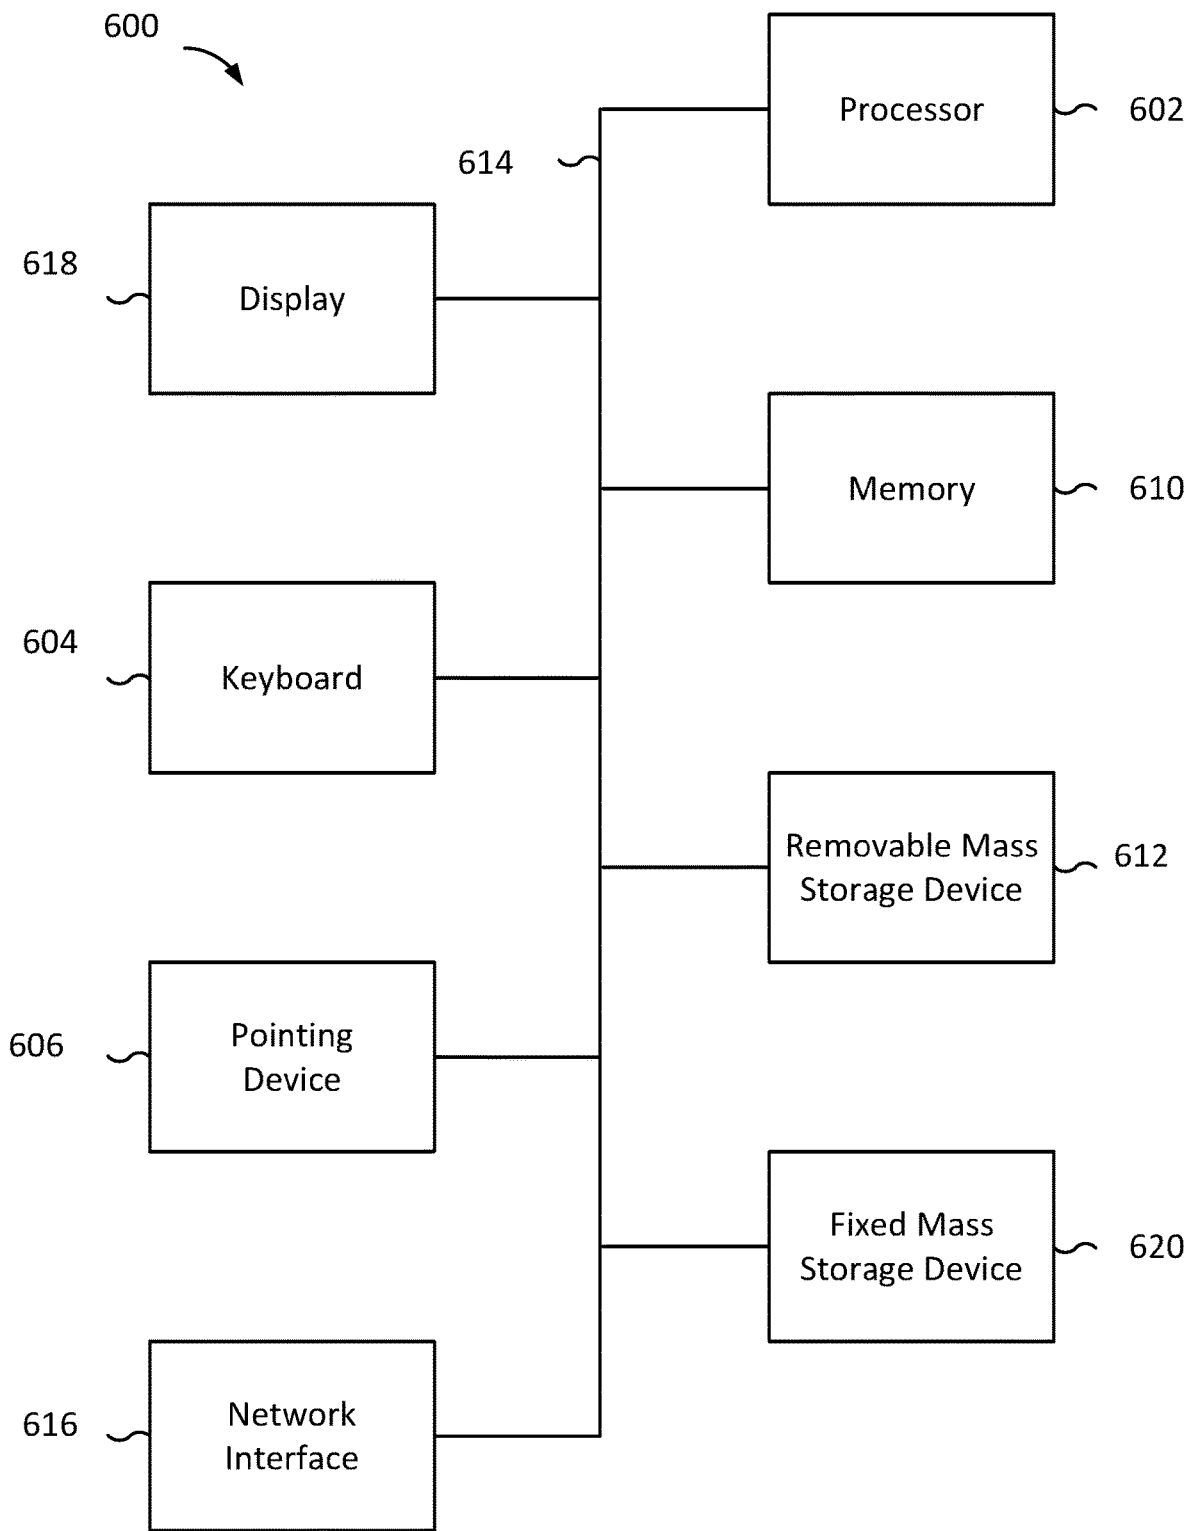 600
Processor
602
614
618
Display
Memory
610
604
Keyboard
Removable Mass
Storage Device
612
606
Pointing
Device
Fixed Mass
Storage Device
620
616
Network
Interface